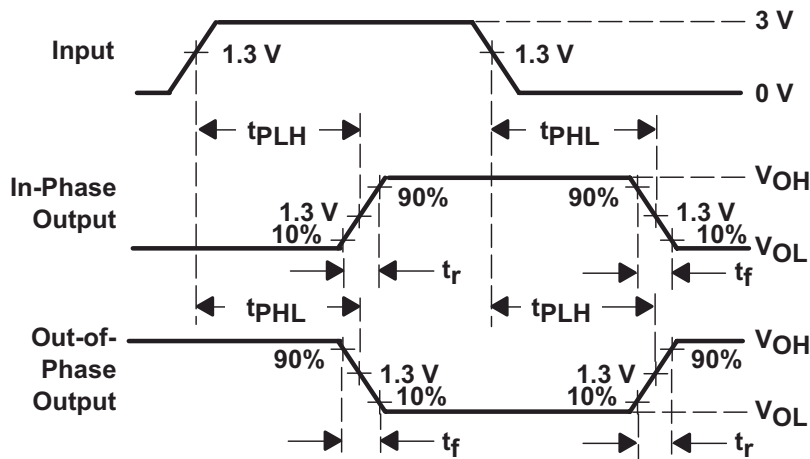 3 V
Input
1.3 V
1.3 V
0 V
tPLH
tPHL
In-Phase
Output
VOH
90%
90%
1.3 V
1.3 V
10%
10%
VOL
tr
tf
tPHL
tPLH
Out-of-
Phase
Output
VOH
90%
90%
1.3 V
1.3 V
10%
10%
VOL
tf
tr